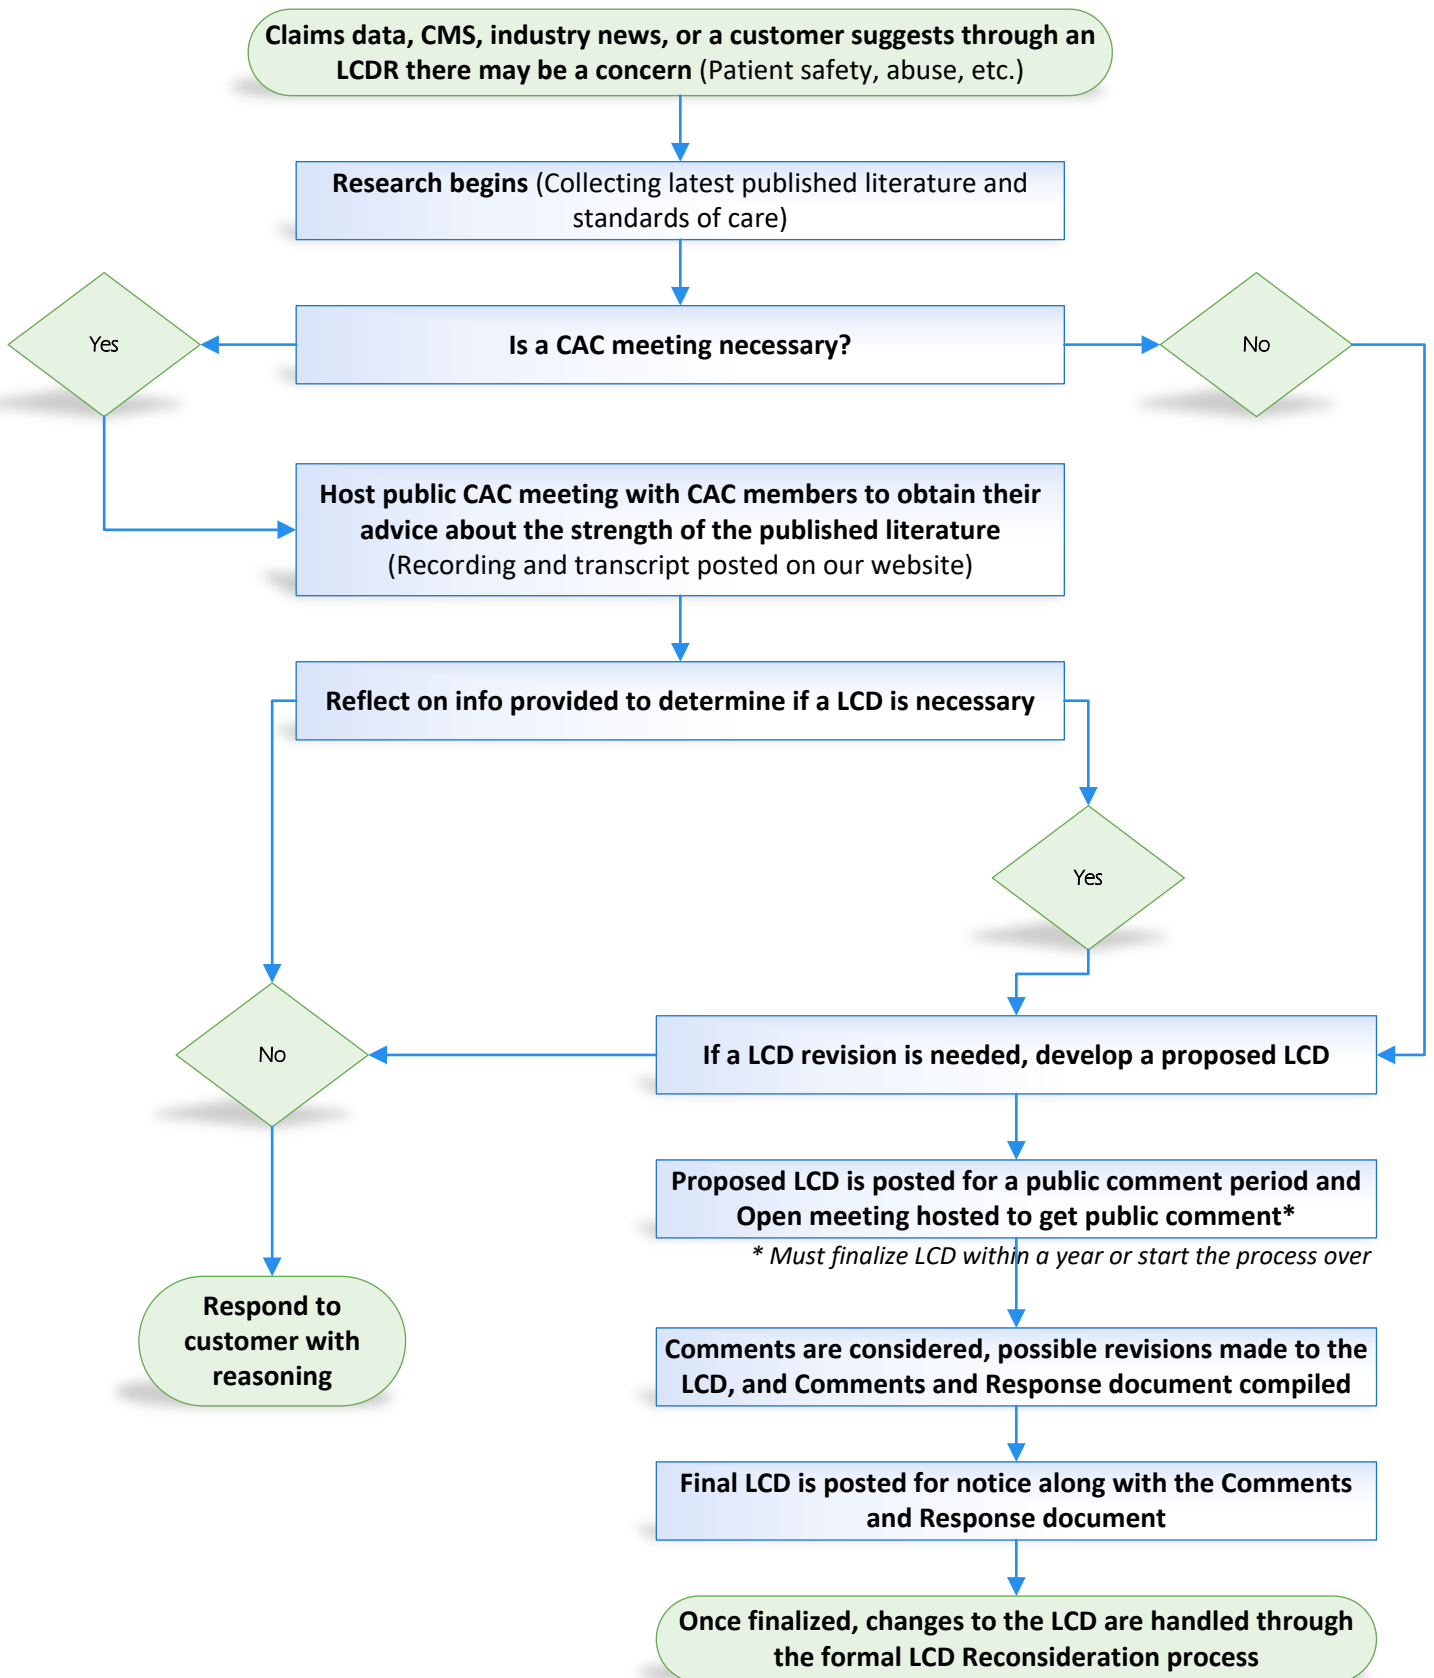 Claims data, CMS, industry news, or a customer suggests through an
LCDR there may be a concern (Patient safety, abuse, etc.)
Research begins (Collecting latest published literature and
standards of care)
Yes
Is a CAC meeting necessary?
No
Host public CAC meeting with CAC members to obtain their
advice about the strength of the published literature
(Recording and transcript posted on our website)
Reflect on info provided to determine if a LCD is necessary
Yes
No
If a LCD revision is needed, develop a proposed LCD
Proposed LCD is posted for a public comment period and
Open meeting hosted to get public comment*
* Must finalize LCD within a year or start the process over
Respond to
customer with
reasoning
Comments are considered, possible revisions made to the
LCD, and Comments and Response document compiled
Final LCD is posted for notice along with the Comments
and Response document
Once finalized, changes to the LCD are handled through
the formal LCD Reconsideration process